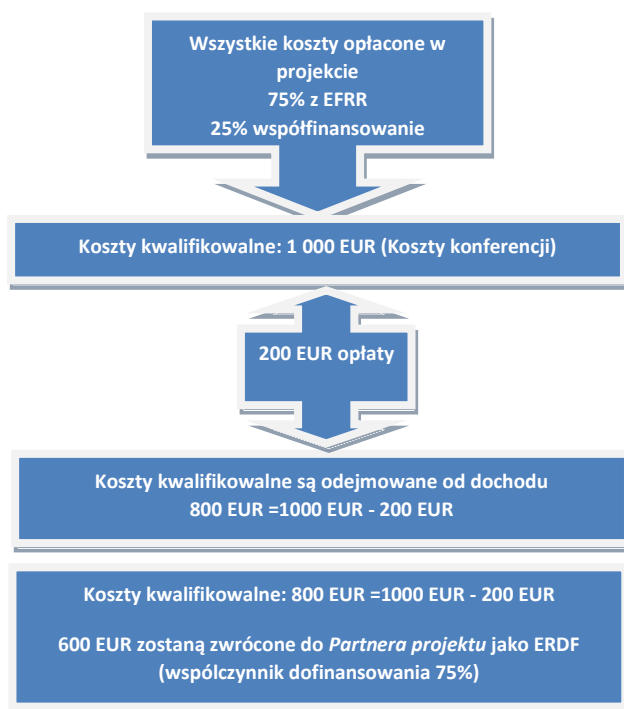 Wszystkie koszty opłacone w
projekcie
75% z EFRR
25% współfinansowanie
Koszty kwalifikowalne: 1 000 EUR (Koszty konferencji)
200 EUR opłaty
Koszty kwalifikowalne są odejmowane od dochodu
800 EUR =1000 EUR - 200 EUR
Koszty kwalifikowalne: 800 EUR =1000 EUR - 200 EUR
600 EUR zostaną zwrócone do Partnera projektu jako ERDF
(wspólczynnik dofinansowania 75%)